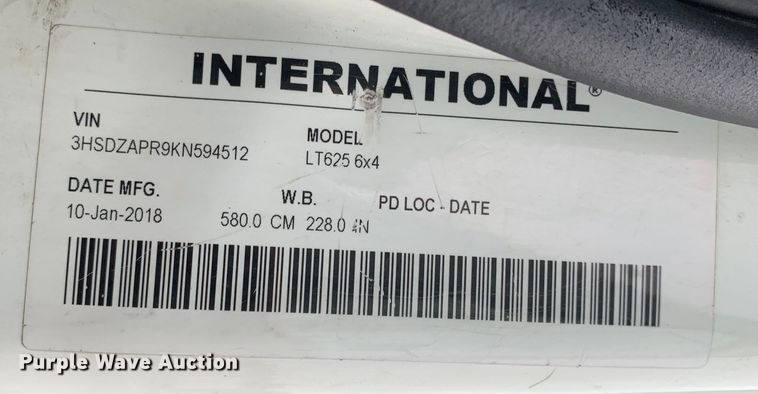 INTERNATIONAL®
VIN MODEL
3HSDZAPR9KN594512 LT625 6x4
DATE MFG. W.B. PD LOC - DATE
10-Jan-2018 580.0 CM 228.0 IN
Purple Wave Auction